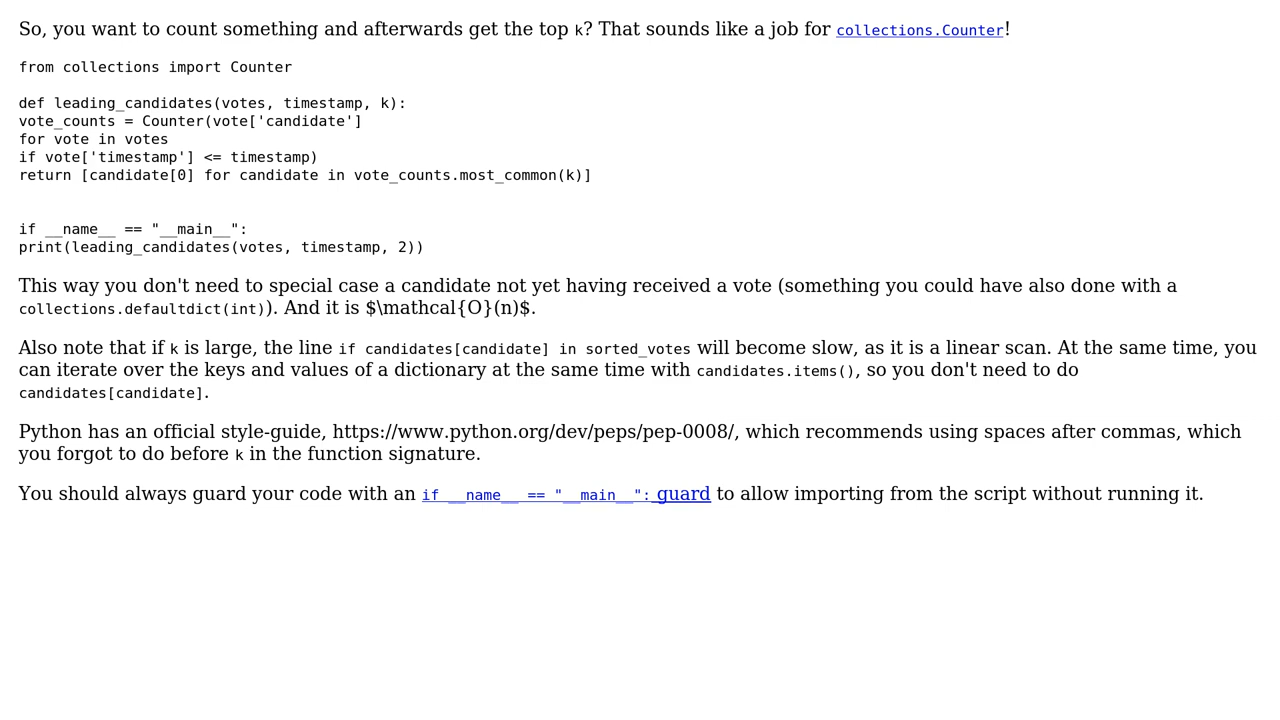 So, you want to count something and afterwards get the top k? That sounds like a job for collections.Counter!
from collections import Counter
def leading_candidates(votes, timestamp, k):
vote_counts = Counter(vote['candidate']
for vote in votes
if vote['timestamp'] <= timestamp)
return [candidate[0] for candidate in vote_counts.most_common(k)]
if __name__ == "__main__":
print(leading_candidates(votes, timestamp, 2))
This way you don't need to special case a candidate not yet having received a vote (something you could have also done with a
collections.defaultdict(int)). And it is $\mathcal{O}(n)$.
Also note that if k is large, the line if candidates[candidate] in sorted_votes will become slow, as it is a linear scan. At the same time, you
can iterate over the keys and values of a dictionary at the same time with candidates.items(), so you don't need to do
candidates[candidate].
Python has an official style-guide, https://www.python.org/dev/peps/pep-0008/, which recommends using spaces after commas, which
you forgot to do before k in the function signature.
You should always guard your code with an if __name__ == "__main__": guard to allow importing from the script without running it.